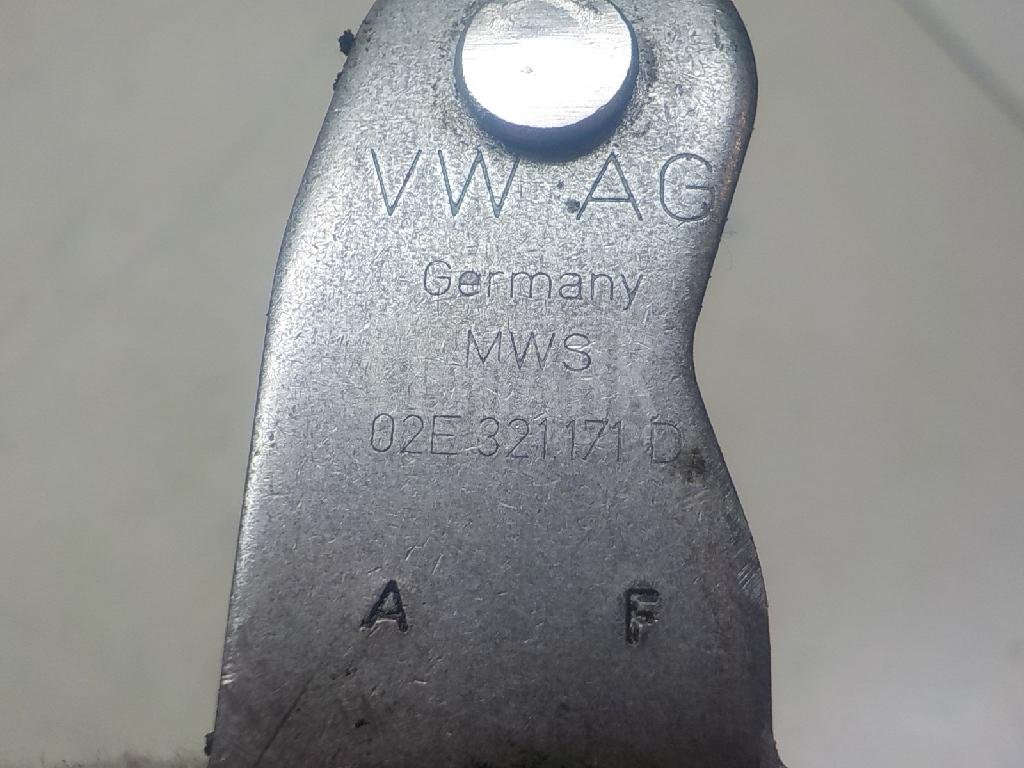 VW AG
Germany
MWS
02E 321.171 D
A F